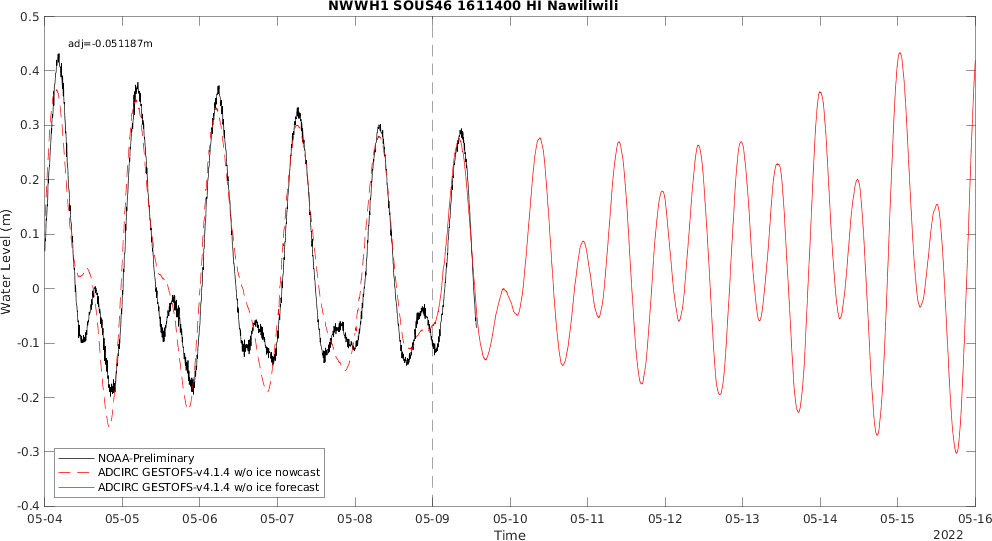 NWWH1 SOUS46 1611400 HI Nawiliwili
adj=-0.051187m
Water Level (m)
0.5
0.4
0.3
0.2
0.1
0
-0.1
-0.2
-0.3
-0.4
NOAA-Preliminary
ADCIRC GESTOFS-v4.1.4 w/o ice nowcast
ADCIRC GESTOFS-v4.1.4 w/o ice forecast
05-04 05-05 05-06 05-07 05-08 05-09 05-10 05-11 05-12 05-13 05-14 05-15 05-16
Time
2022